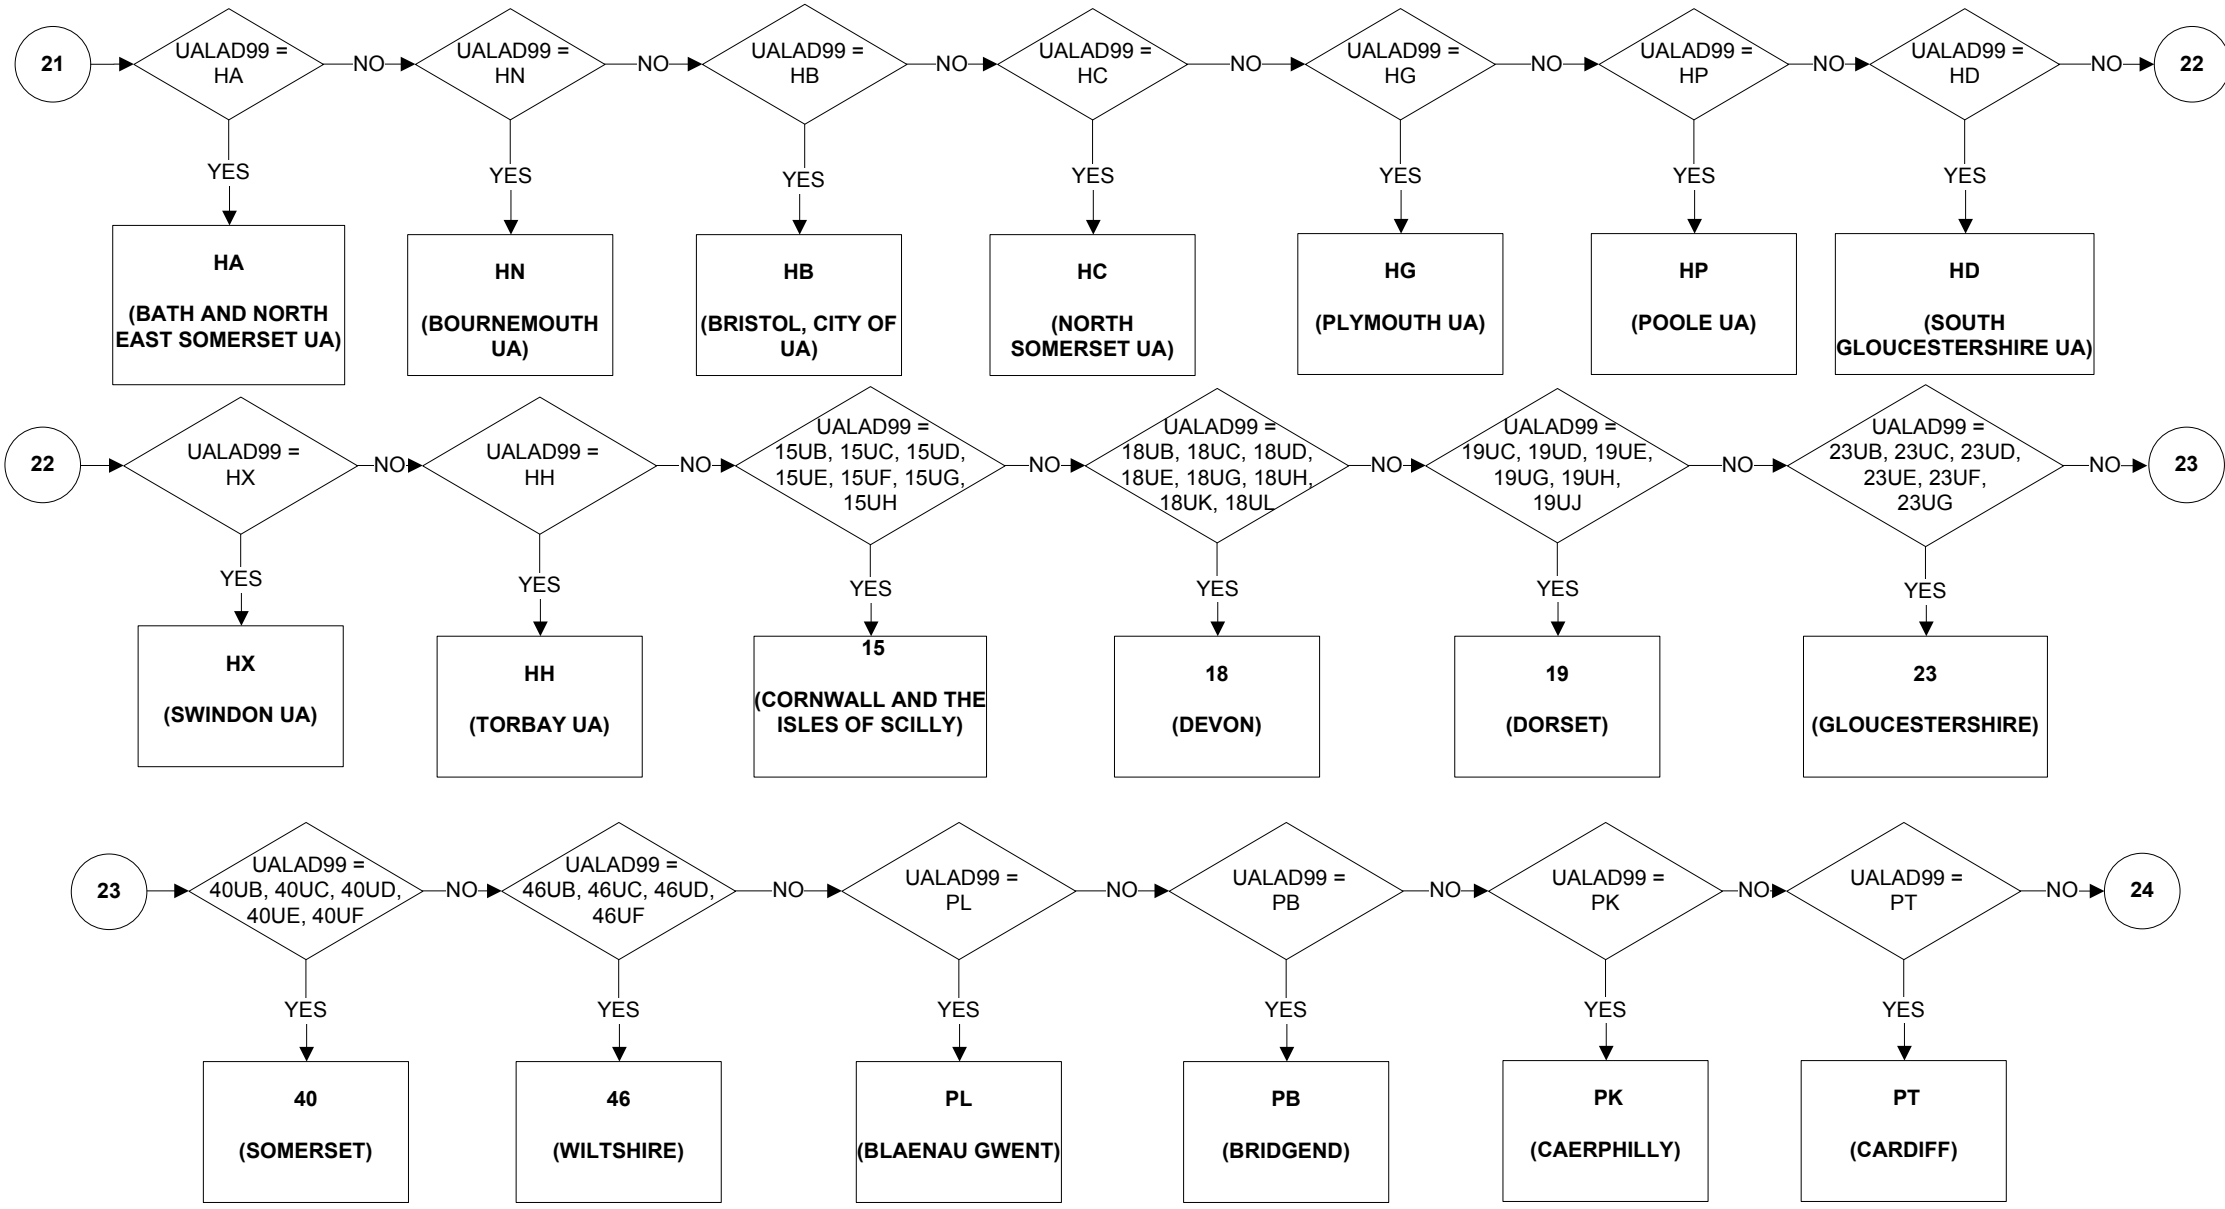 21
UALAD99 =
HA
NO
UALAD99 =
HN
NO
UALAD99 =
HB
NO
UALAD99 =
HC
NO
UALAD99 =
HG
NO
UALAD99 =
HP
NO
UALAD99 =
HD
NO
22
YES
YES
YES
YES
YES
YES
YES
HA
(BATH AND NORTH
EAST SOMERSET UA)
HN
(BOURNEMOUTH
UA)
HB
(BRISTOL, CITY OF
UA)
HC
(NORTH
SOMERSET UA)
HG
(PLYMOUTH UA)
HP
(POOLE UA)
HD
(SOUTH
GLOUCESTERSHIRE UA)
22
UALAD99 =
HX
NO
UALAD99 =
HH
NO
UALAD99 =
15UB, 15UC, 15UD,
15UE, 15UF, 15UG,
15UH
NO
UALAD99 =
18UB, 18UC, 18UD,
18UE, 18UG, 18UH,
18UK, 18UL
NO
UALAD99 =
19UC, 19UD, 19UE,
19UG, 19UH,
19UJ
NO
UALAD99 =
23UB, 23UC, 23UD,
23UE, 23UF,
23UG
NO
23
YES
YES
YES
YES
YES
YES
HX
(SWINDON UA)
HH
(TORBAY UA)
15
(CORNWALL AND THE
ISLES OF SCILLY)
18
(DEVON)
19
(DORSET)
23
(GLOUCESTERSHIRE)
23
UALAD99 =
40UB, 40UC, 40UD,
40UE, 40UF
NO
UALAD99 =
46UB, 46UC, 46UD,
46UF
NO
UALAD99 =
PL
NO
UALAD99 =
PB
NO
UALAD99 =
PK
NO
UALAD99 =
PT
NO
24
YES
YES
YES
YES
YES
YES
40
(SOMERSET)
46
(WILTSHIRE)
PL
(BLAENAU GWENT)
PB
(BRIDGEND)
PK
(CAERPHILLY)
PT
(CARDIFF)